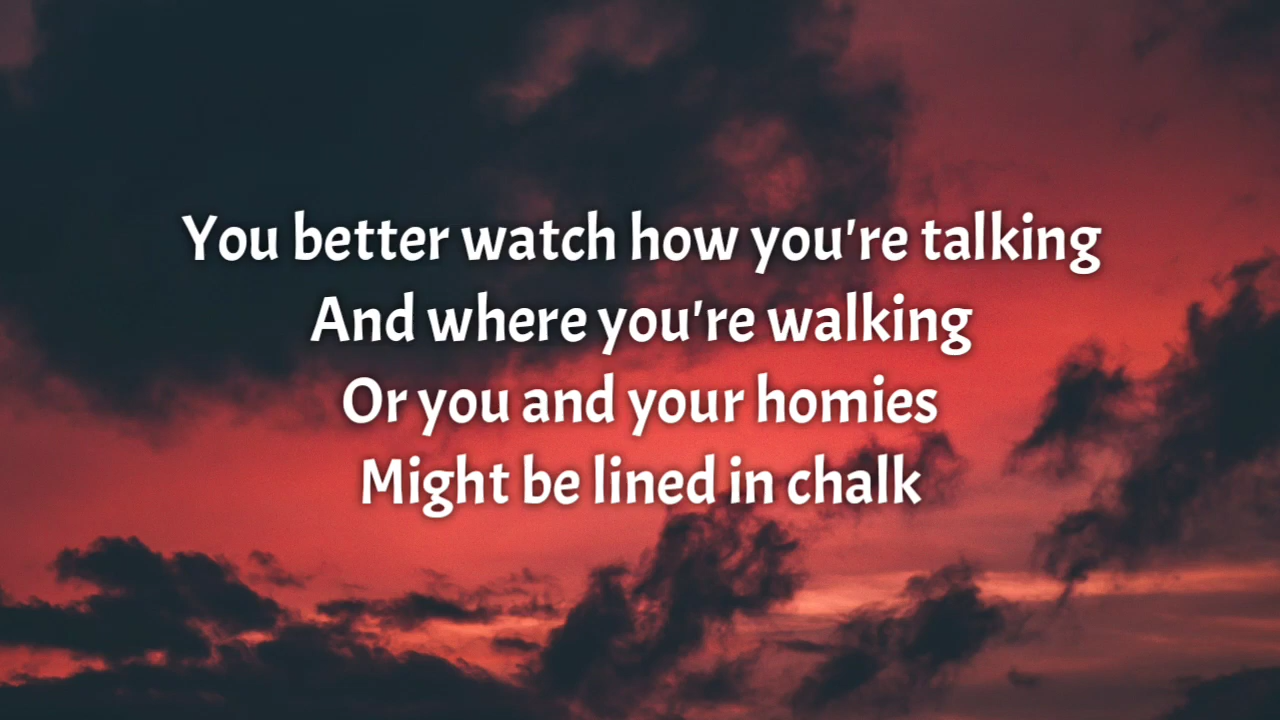 You better watch how you're talking
And where you're walking
Or you and your homies
Might be lined in chalk